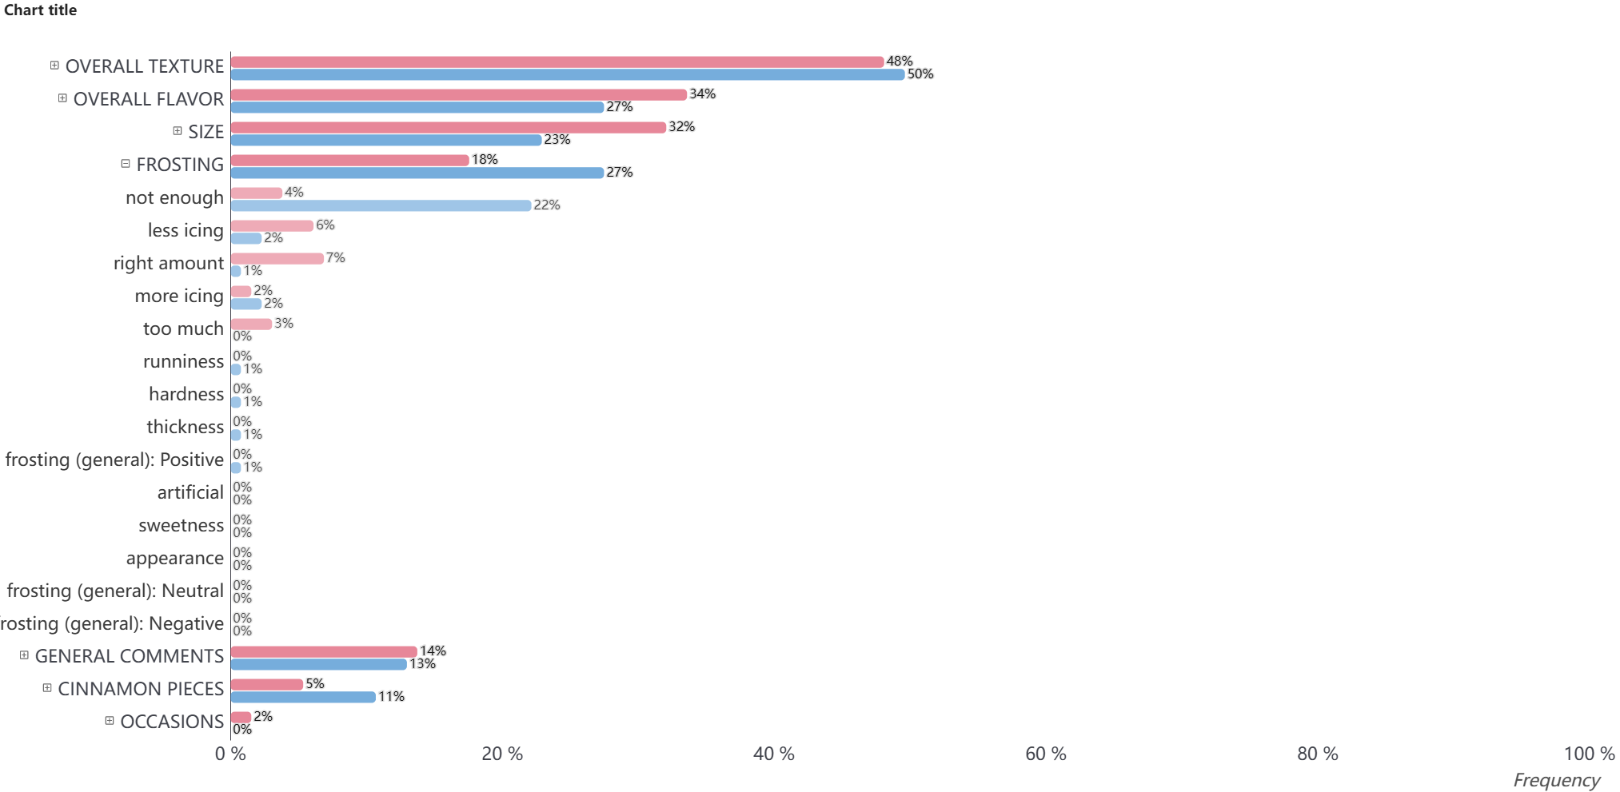 Chart title
OVERALL TEXTURE 48% 50%
OVERALL FLAVOR 34% 27%
SIZE 32% 23%
FROSTING 18% 27%
not enough 4% 22%
less icing 6% 2%
right amount 7% 1%
more icing 2% 2%
too much 3% 0%
runniness 0% 1%
hardness 0% 1%
thickness 0% 1%
frosting (general): Positive 0% 1%
artificial 0% 0%
sweetness 0% 0%
appearance 0% 0%
frosting (general): Neutral 0% 0%
rosting (general): Negative 0% 0%
GENERAL COMMENTS 14% 13%
CINNAMON PIECES 5% 11%
OCCASIONS 2% 0%
0 % 20 % 40 % 60 % 80 % 100 %
Frequency